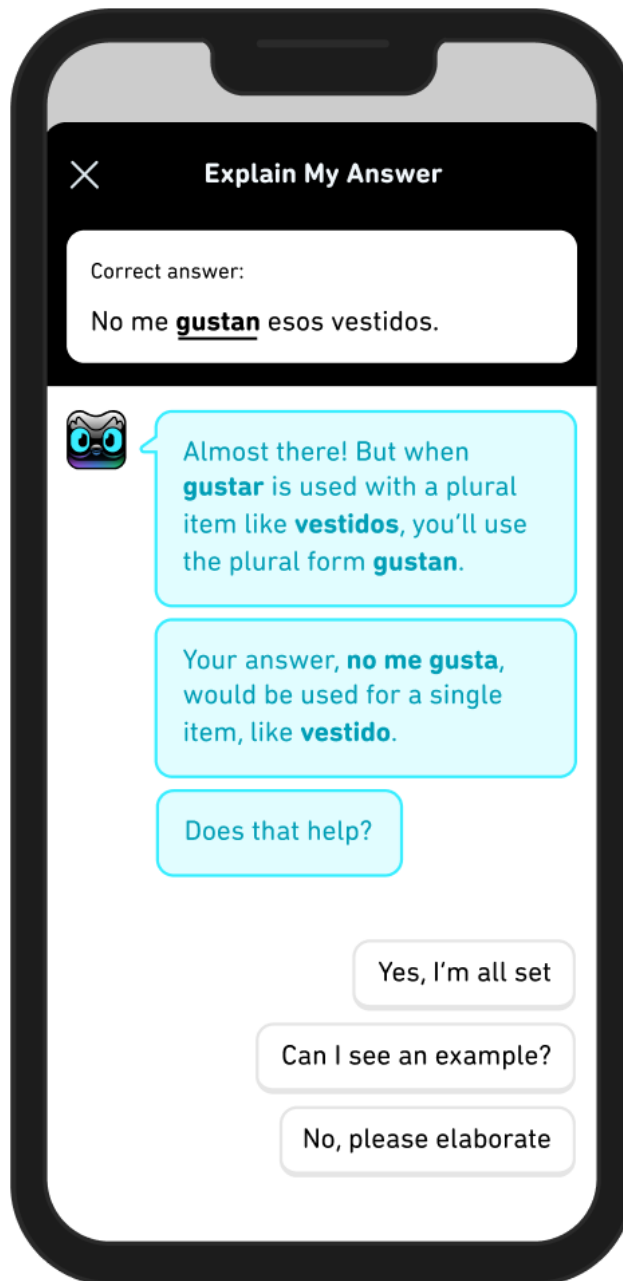 Explain My Answer
Correct answer:
No me gustan esos vestidos.
Almost there! But when
gustar is used with a plural
item like vestidos, you’ll use
the plural form gustan.
Your answer, no me gusta,
would be used for a single
item, like vestido.
Does that help?
Yes, I’m all set
Can I see an example?
No, please elaborate